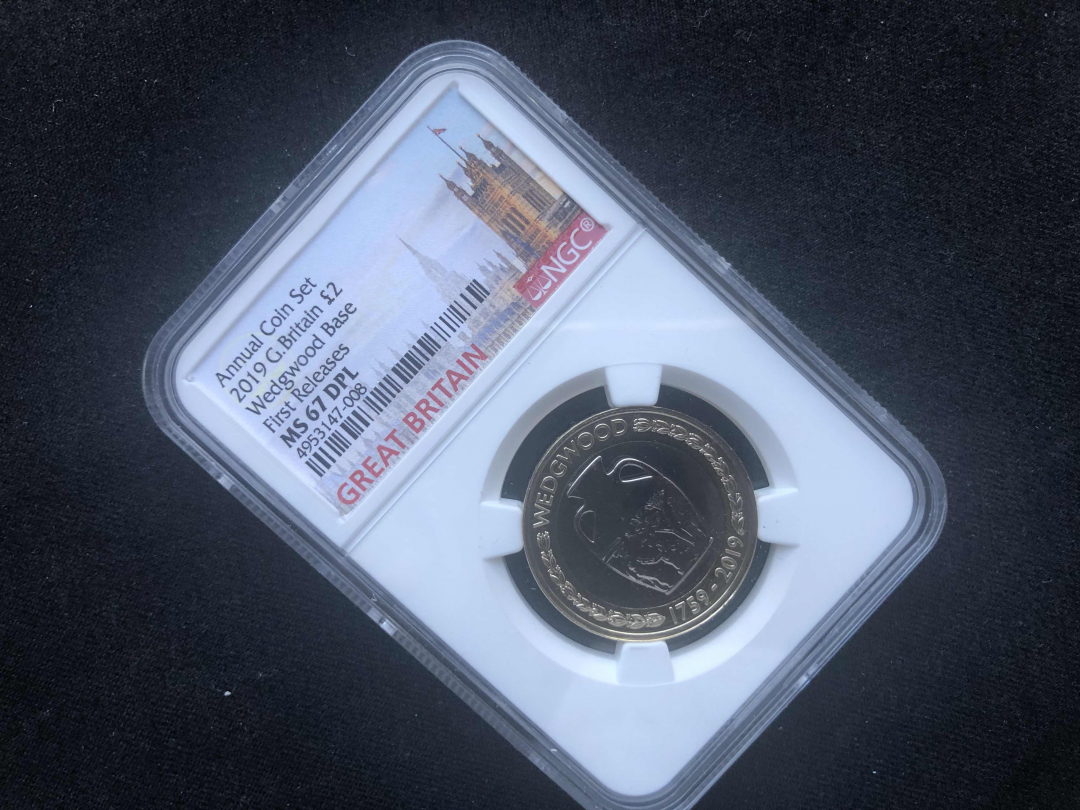 Annual Coin Set
2019 G.Britain £2
Wedgwood Base
First Releases
MS 67 DPL
4953147-008
GREAT BRITAIN
NGC®
WEDGWOOD
1759-2019